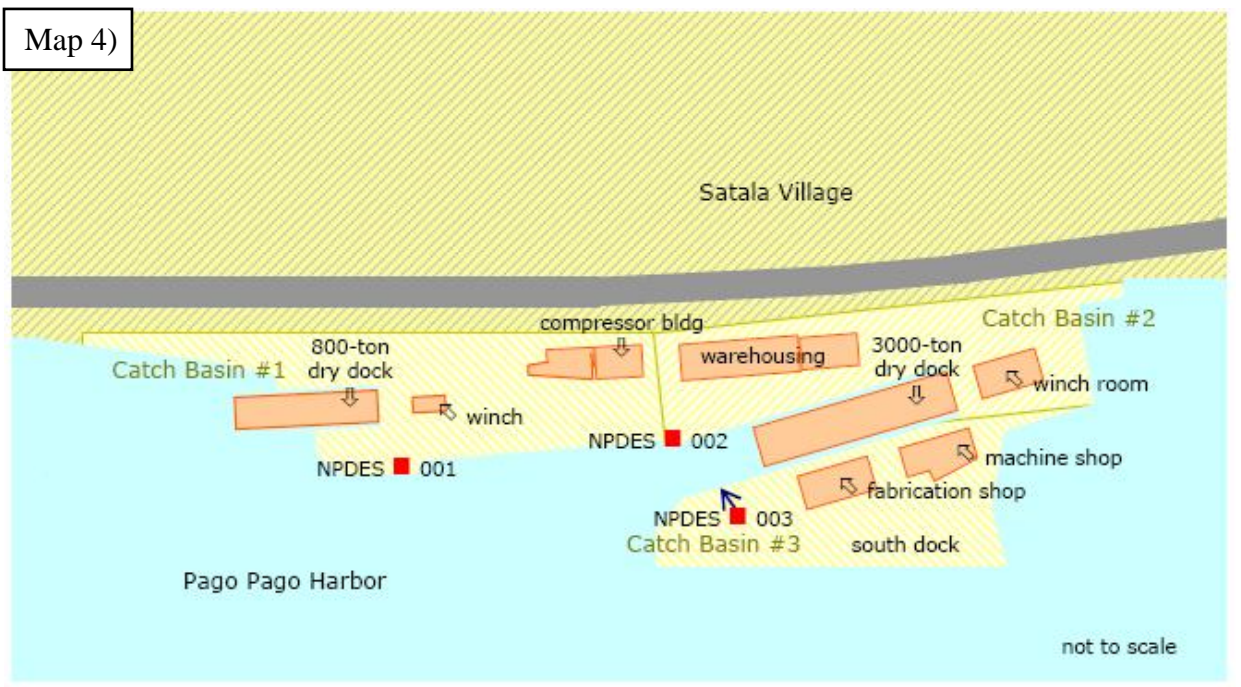 Map 4)
Satala Village
compressor bldg
Catch Basin #2
800-ton
dry dock
Catch Basin #1
warehousing
3000-ton
dry dock
winch room
winch
NPDES 002
NPDES 001
machine shop
fabrication shop
NPDES 003
Catch Basin #3
south dock
Pago Pago Harbor
not to scale